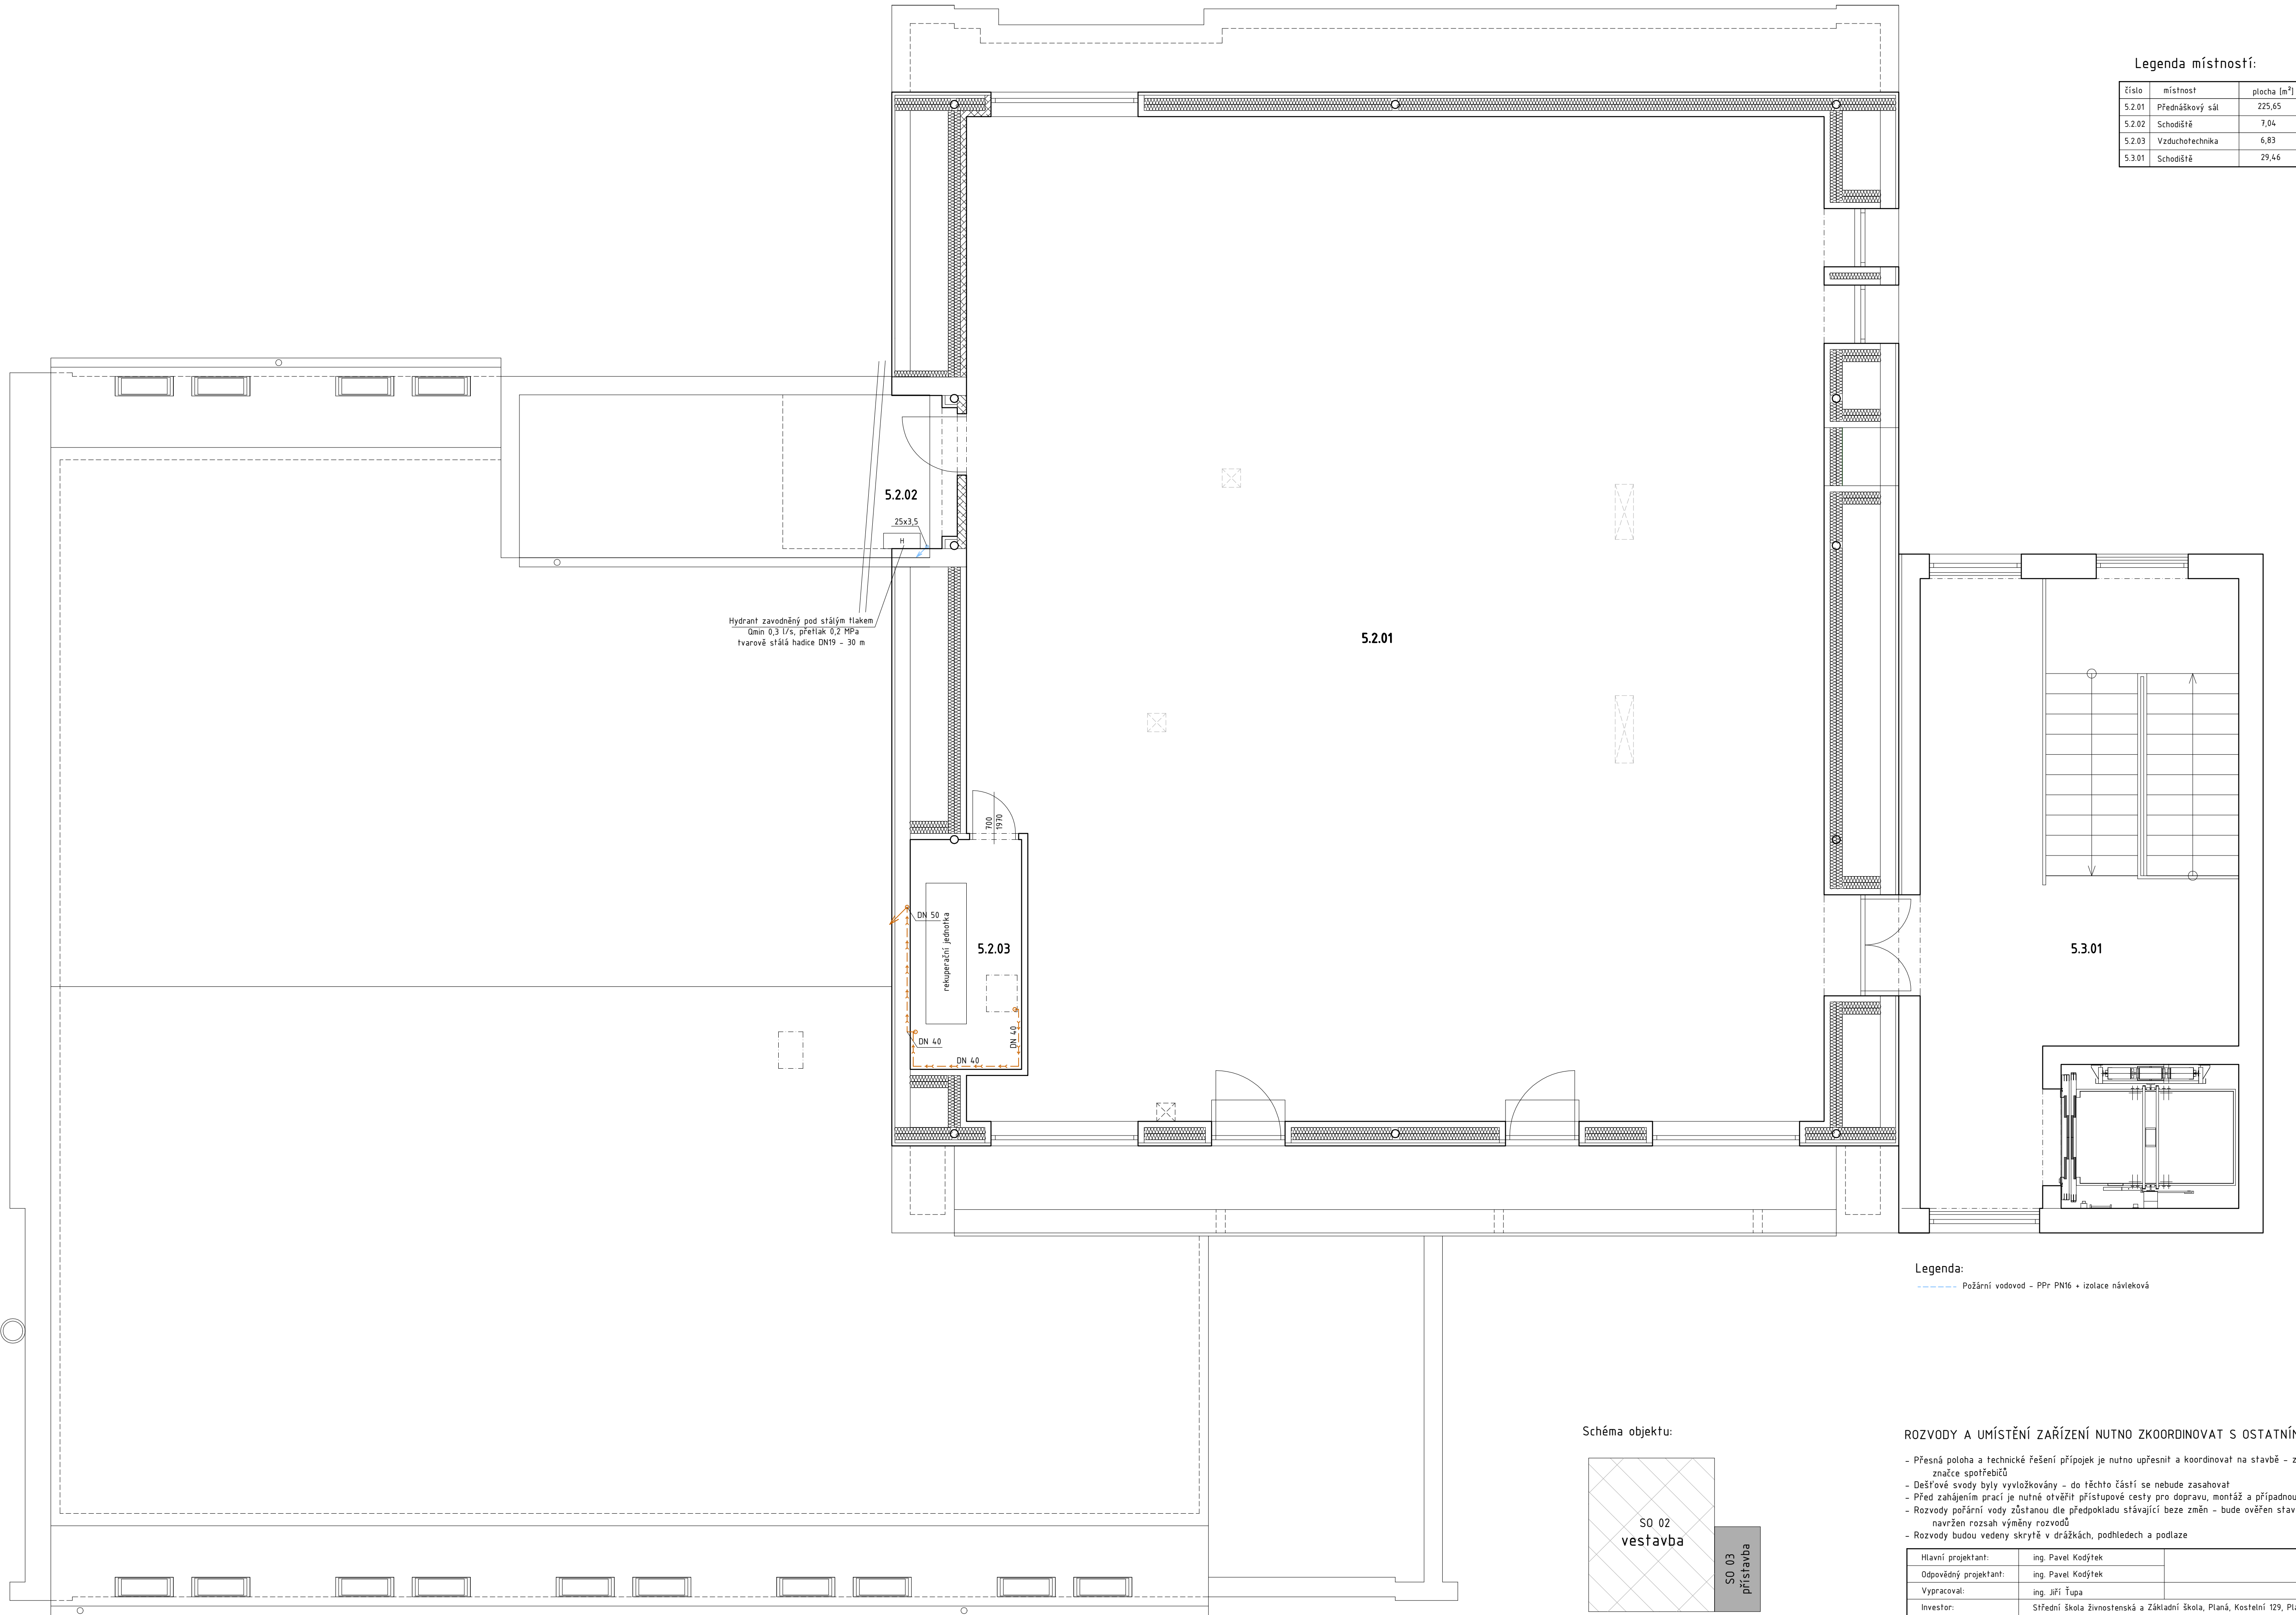 Legenda místností:
číslo místnost plocha [m²]
5.2.01 Přednáškový sál 225,65
5.2.02 Schodiště 7,04
5.2.03 Vzduchotechnika 6,83
5.3.01 Schodiště 29,46
5.2.02
25x3,5
H
Hydrant zavodněný pod stálým tlakem
Qmin 0,3 l/s, přetlak 0,2 MPa
tvarově stálá hadice DN19 - 30 m
5.2.01
700
1970
DN 50
rekuperační jednotka
5.2.03
DN 40
DN 40
DN 40
5.3.01
Legenda:
Požární vodovod - PPr PN16 + izolace návleková
Schéma objektu:
SO 02
vestavba
SO 03
přístavba
ROZVODY A UMÍSTĚNÍ ZAŘÍZENÍ NUTNO ZKOORDINOVAT S
- Přesná poloha a technické řešení přípojek je nutno upřesnit a koordinovat na stavbě - z
značce spotřebičů
- Dešťové svody byly vyvložkovány - do těchto částí se nebude zasahovat
- Před zahájením prací je nutné otvěřit přístupové cesty pro dopravu, montáž a případnou
- Rozvody pořární vody zůstanou dle předpokladu stávající beze změn - bude ověřen stav
navržen rozsah výměny rozvodů
- Rozvody budou vedeny skrytě v drážkách, podhledech a podlaze
Hlavní projektant: ing. Pavel Kodýtek
Odpovědný projektant: ing. Pavel Kodýtek
Vypracoval: ing. Jiří Ťupa
Investor: Střední škola živnostenská a Základní škola, Planá, Kostelní 129,